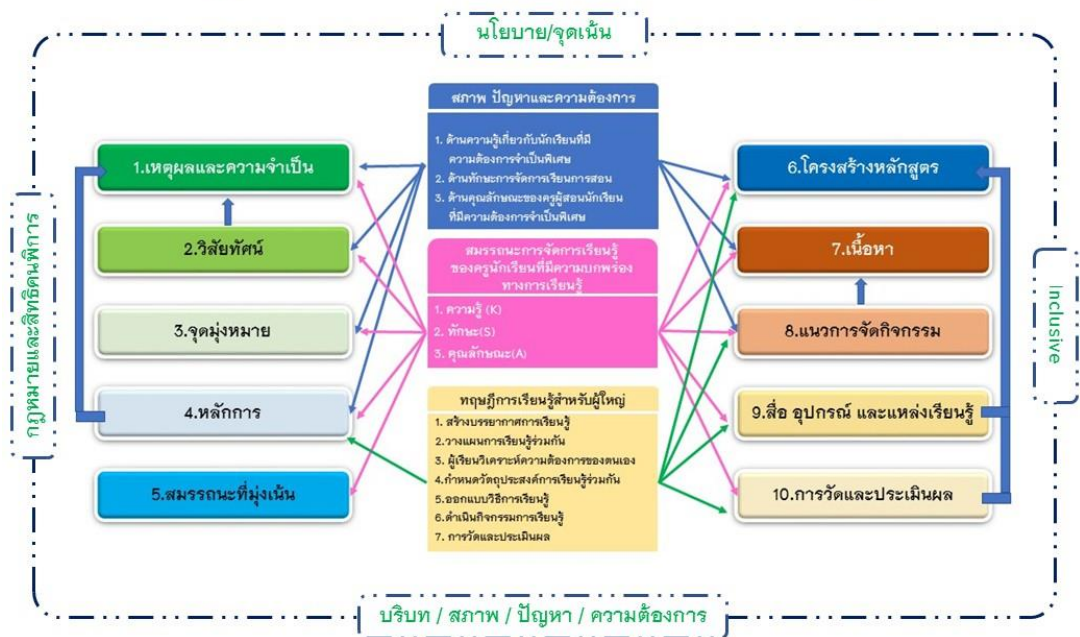 นโยบาย/จุดเน้น
กฎหมายและสิทธิคนพิการ
1.เหตุผลและความจำเป็น
2.วิสัยทัศน์
3.จุดมุ่งหมาย
4.หลักการ
5.สมรรถนะที่มุ่งเน้น
สภาพ ปัญหาและความต้องการ
1. ด้านความรู้เกี่ยวกับนักเรียนที่มี
ความต้องการจำเป็นพิเศษ
2. ด้านทักษะการจัดการเรียนการสอน
3. ด้านคุณลักษณะของครูผู้สอนนักเรียน
ที่มีความต้องการจำเป็นพิเศษ
สมรรถนะการจัดการเรียนรู้
ของครูนักเรียนที่มีความบกพร่อง
ทางการเรียนรู้
1. ความรู้ (K)
2. ทักษะ(S)
3. คุณลักษณะ(A)
ทฤษฎีการเรียนรู้สำหรับผู้ใหญ่
1. สร้างบรรยากาศการเรียนรู้
2.วางแผนการเรียนรู้ร่วมกัน
3. ผู้เรียนวิเคราะห์ความต้องการของตนเอง
4.กำหนดวัตถุประสงค์การเรียนรู้ร่วมกัน
5.ออกแบบวิธีการเรียนรู้
6.ดำเนินกิจกรรมการเรียนรู้
7. การวัดและประเมินผล
6.โครงสร้างหลักสูตร
7.เนื้อหา
8.แนวการจัดกิจกรรม
9.สื่อ อุปกรณ์ และแหล่งเรียนรู้
10.การวัดและประเมินผล
Inclusive
บริบท / สภาพ / ปัญหา / ความต้องการ